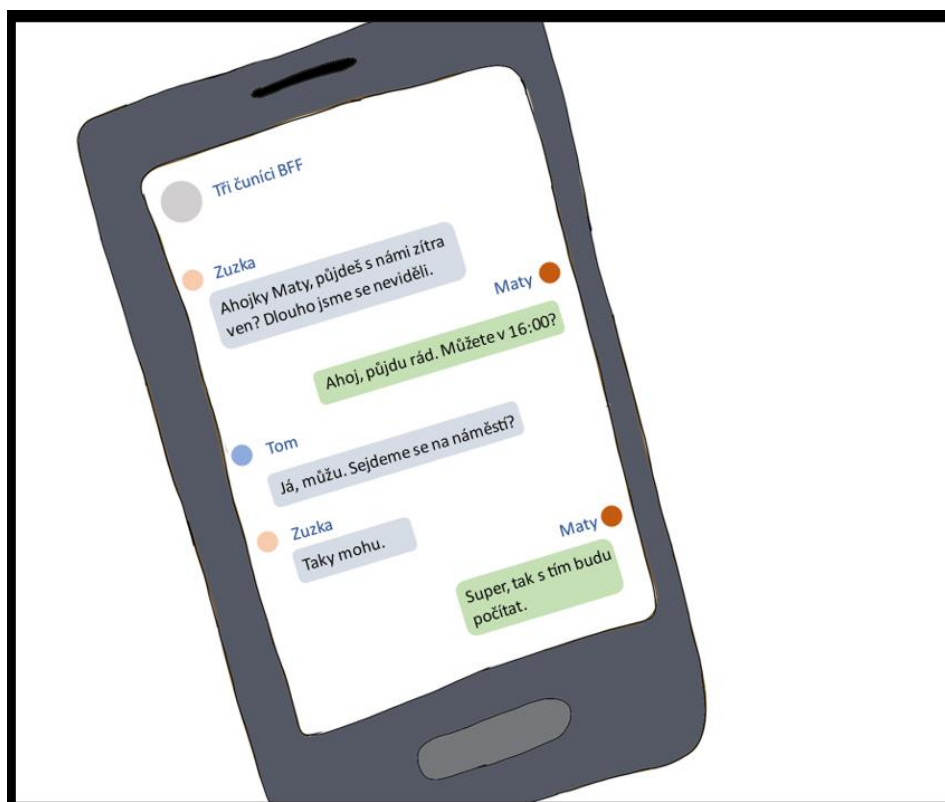 Tři čuníci BFF
Zuzka
Ahojky Maty, půjdeš s námi zítra
ven? Dlouho jsme se neviděli.
Maty
Ahoj, půjdu rád. Můžete v 16:00?
Tom
Já, můžu. Sejdeme se na náměstí?
Zuzka
Taky mohu.
Maty
Super, tak s tím budu
počítat.